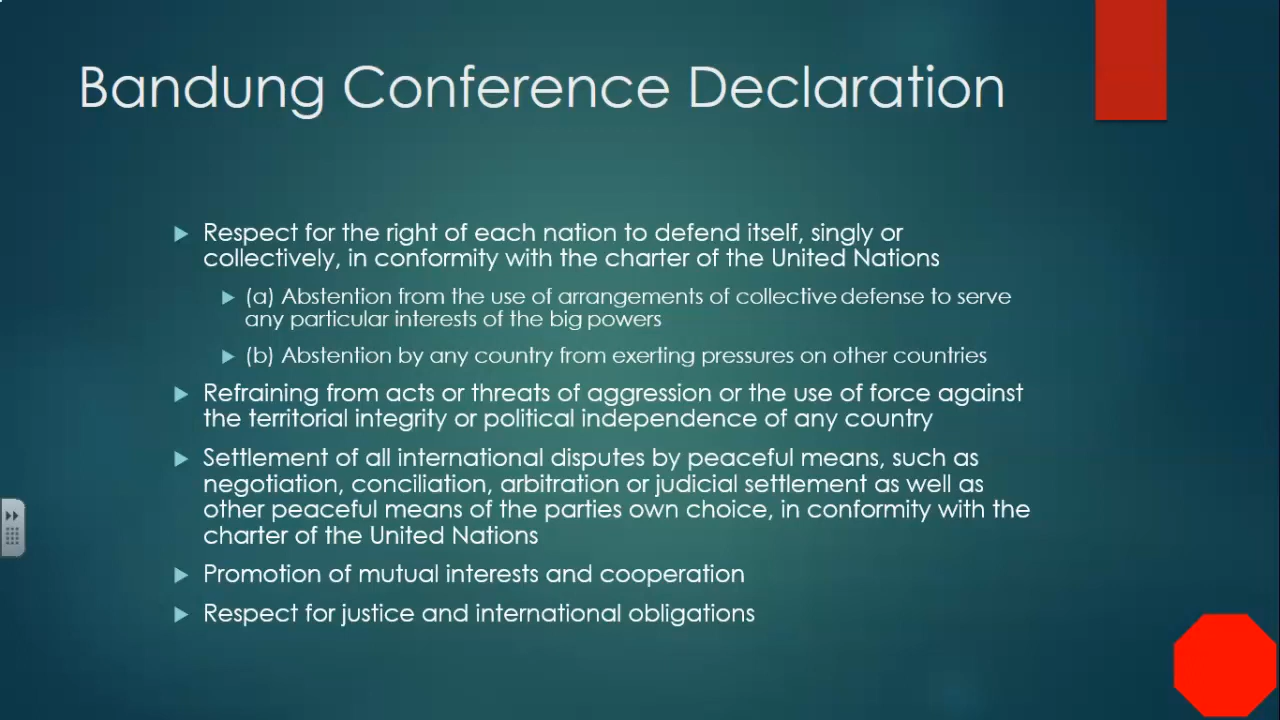 Bandung Conference Declaration
Respect for the right of each nation to defend itself, singly or
collectively, in conformity with the charter of the United Nations
(a) Abstention from the use of arrangements of collective defense to serve
any particular interests of the big powers
(b) Abstention by any country from exerting pressures on other countries
Refraining from acts or threats of aggression or the use of force against
the territorial integrity or political independence of any country
Settlement of all international disputes by peaceful means, such as
negotiation, conciliation, arbitration or judicial settlement as well as
other peaceful means of the parties own choice, in conformity with the
charter of the United Nations
Promotion of mutual interests and cooperation
Respect for justice and international obligations